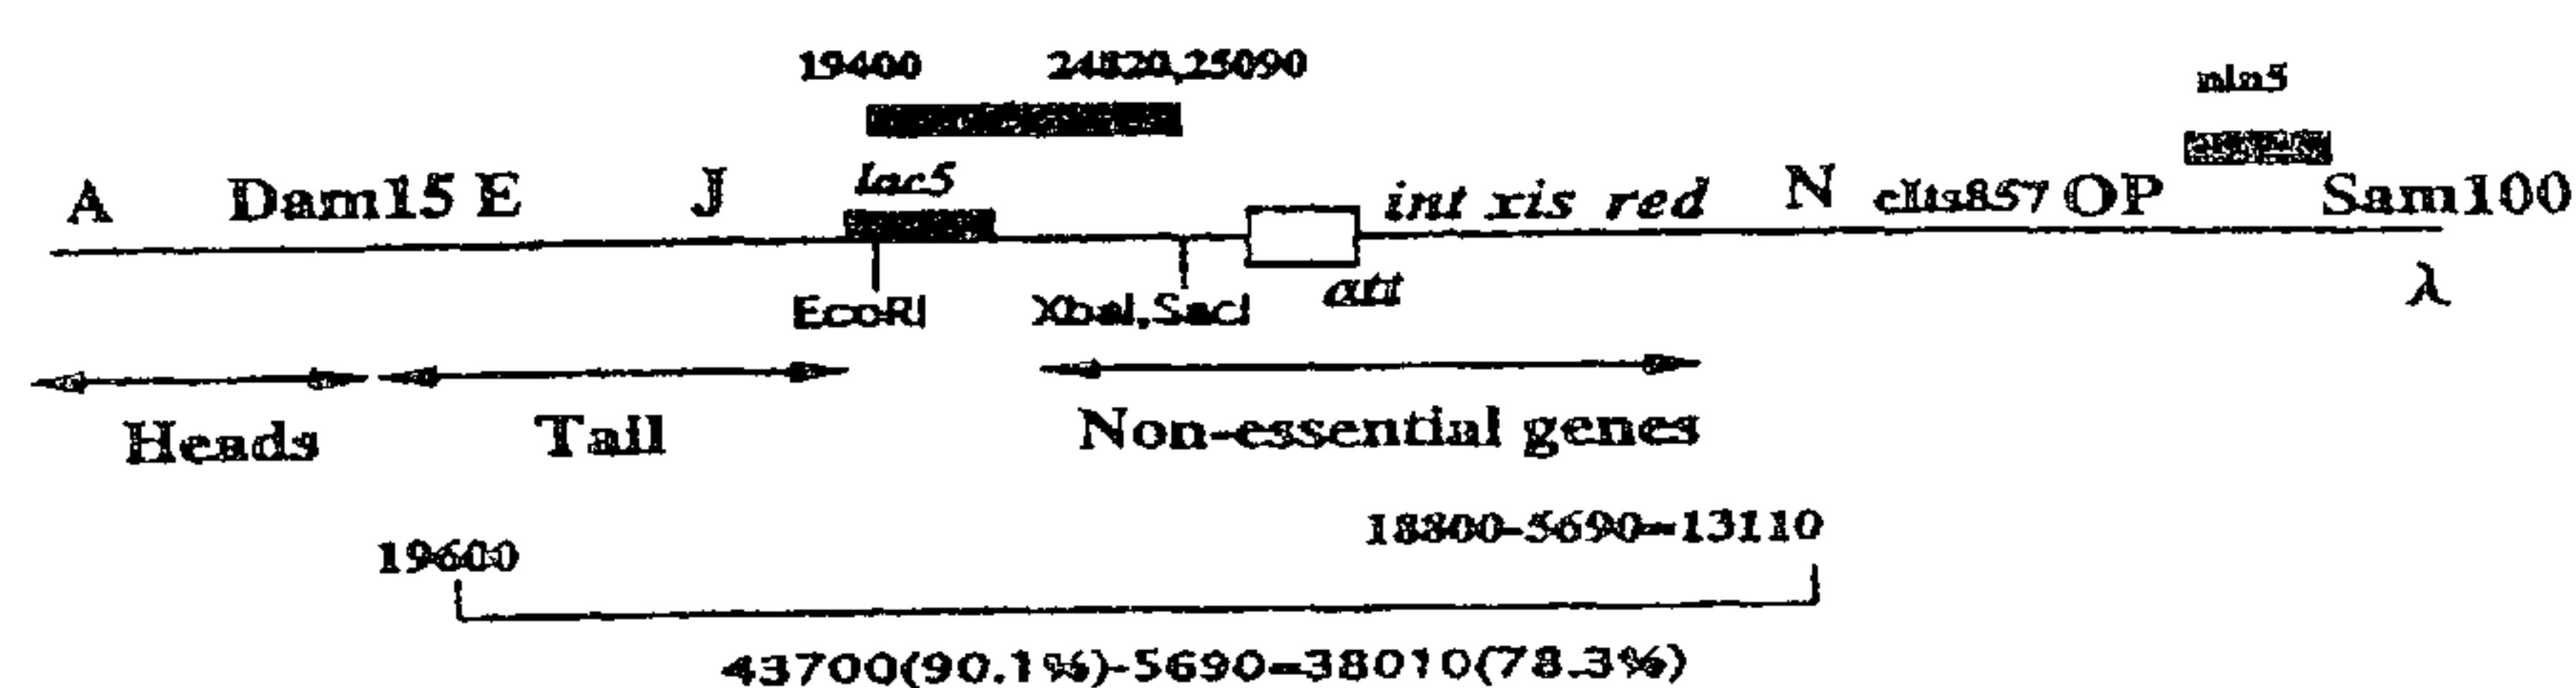 19400 24820,25090
nin5
lac5
A Dam15 E J int xis red N cIts857 OP Sam100
att λ
EcoRI XbaI,SacI
Heads Tail Non-essential genes
18800-5690=13110
19600
43700(90.1%)-5690=38010(78.3%)